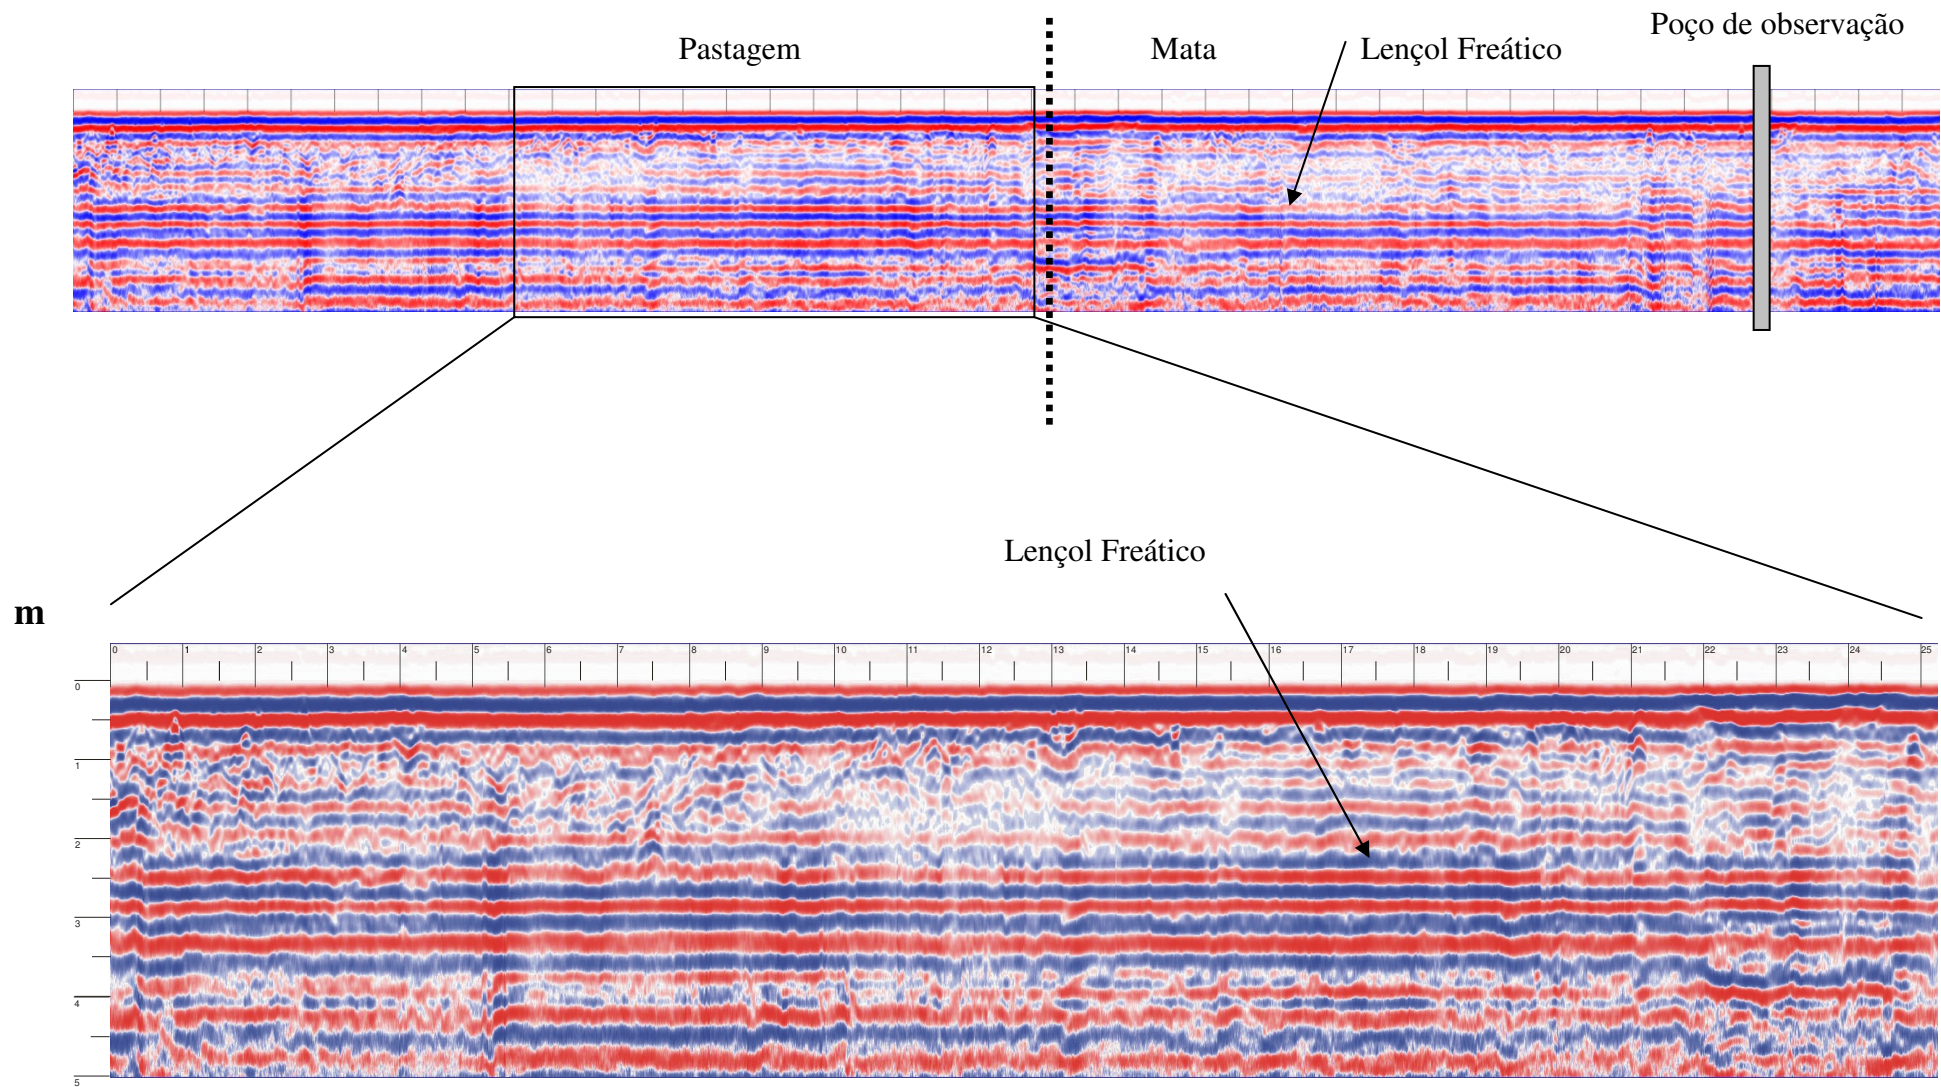 Poço de observação
Pastagem
Mata
Lençol Freático
Lençol Freático
m
0 1 2 3 4 5 6 7 8 9 10 11 12 13 14 15 16 17 18 19 20 21 22 23 24 25
0
1
2
3
4
5